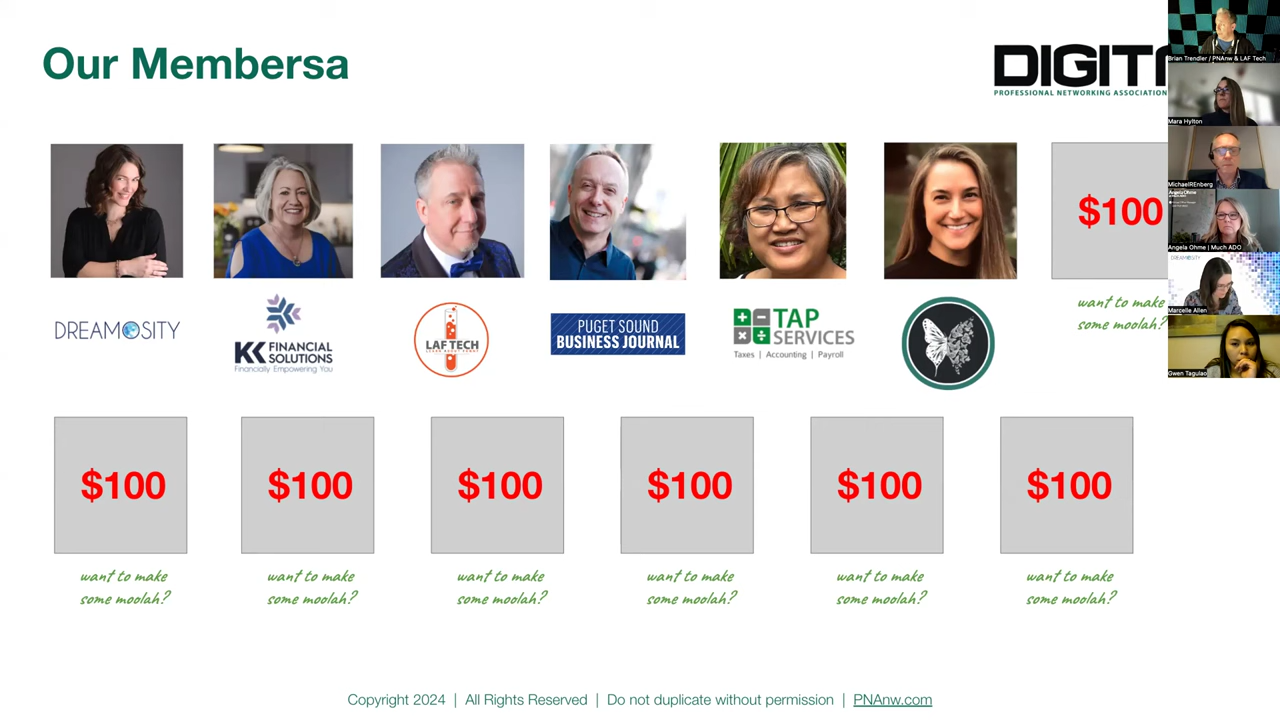 Our Membersa
DIGIT
PROFESSIONAL NETWORKING ASSOCIATION
Brian Trendler / PNAnw & LAF Tech
Mara Hylton
MichaelREnberg
Angela Ohme
Angela Ohme | Much ADO
DREAMOSITY
Marcelle Allen
Gwen Tagulao
$100
want to make
some moolah?
DREAMOSITY
KK FINANCIAL
SOLUTIONS
Financially Empowering You
LAF TECH
PUGET SOUND
BUSINESS JOURNAL
TAP
SERVICES
Taxes | Accounting | Payroll
$100 $100 $100 $100 $100 $100
want to make want to make want to make want to make want to make want to make
some moolah? some moolah? some moolah? some moolah? some moolah? some moolah?
Copyright 2024 | All Rights Reserved | Do not duplicate without permission | PNAnw.com